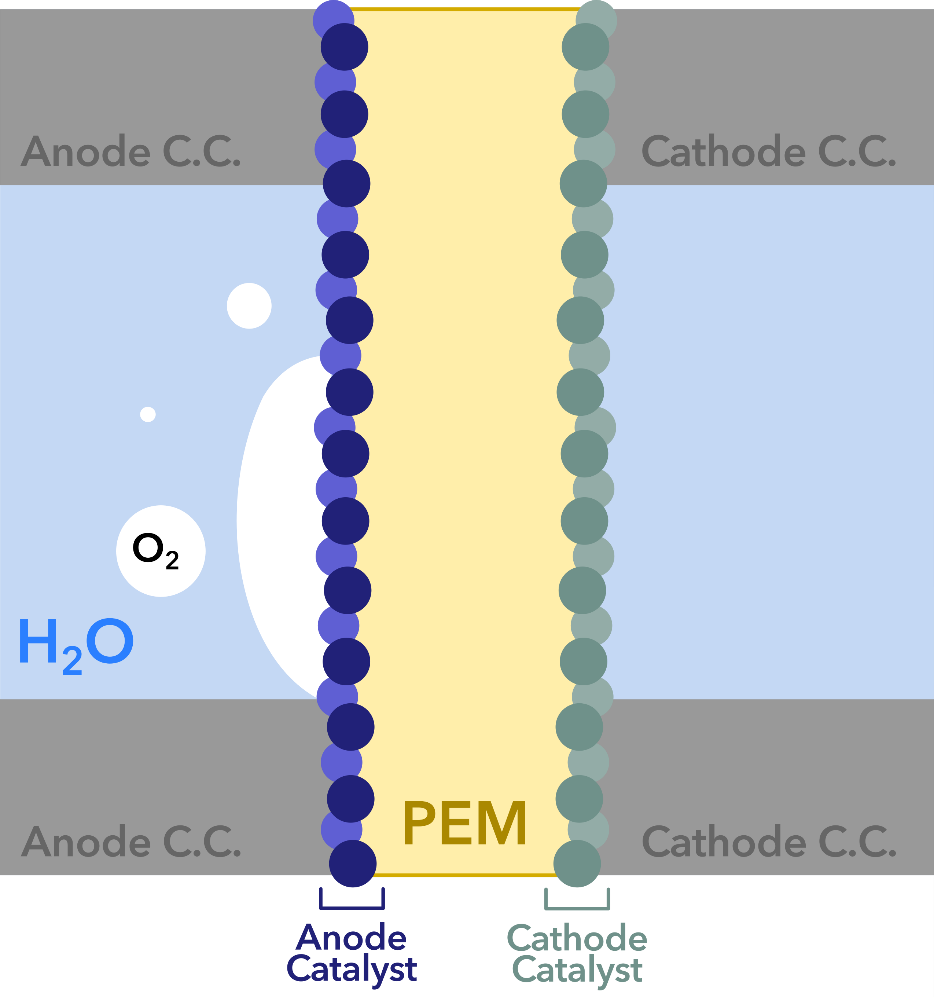 Anode C.C.
Cathode C.C.
O₂
H₂O
PEM
Anode C.C.
Cathode C.C.
Anode
Catalyst
Cathode
Catalyst